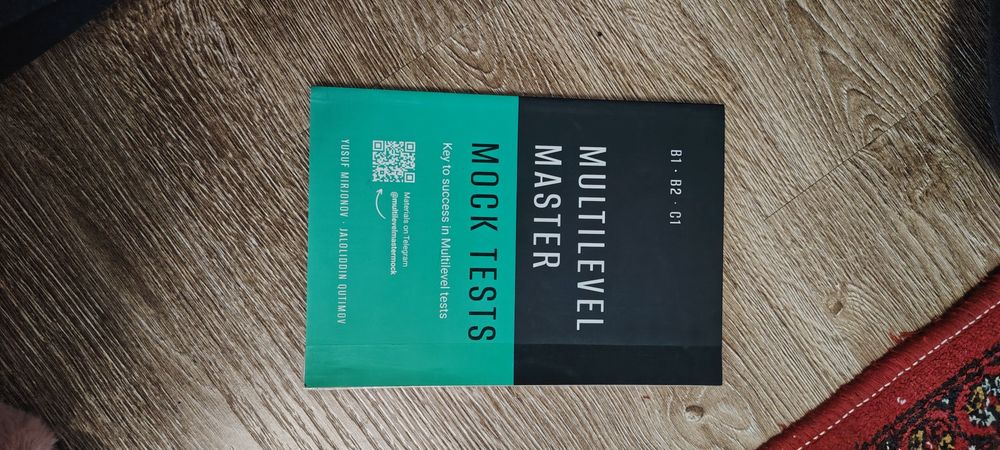 B1 · B2 · C1
MULTILEVEL
MASTER
MOCK TESTS
Key to success in Multilevel tests
Materials on Telegram
@multilevelmastermock
YUSUF MIRJONOV · JALOLIDDIN QUTIMOV